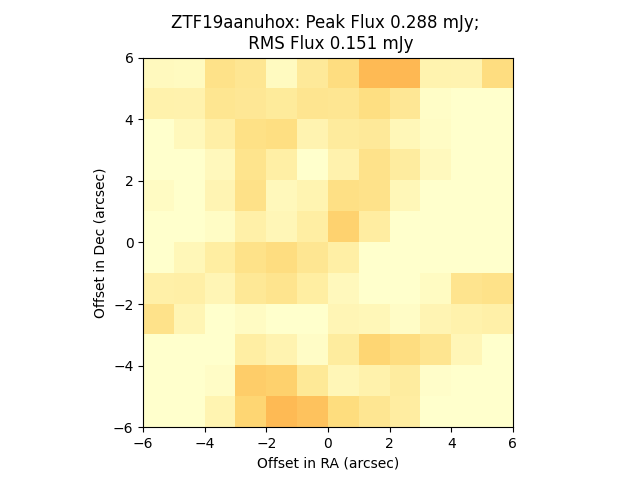 ZTF19aanuhox: Peak Flux 0.288 mJy;
RMS Flux 0.151 mJy
6
4
2
0
−2
−4
−6
Offset in Dec (arcsec)
−6 −4 −2 0 2 4 6
Offset in RA (arcsec)